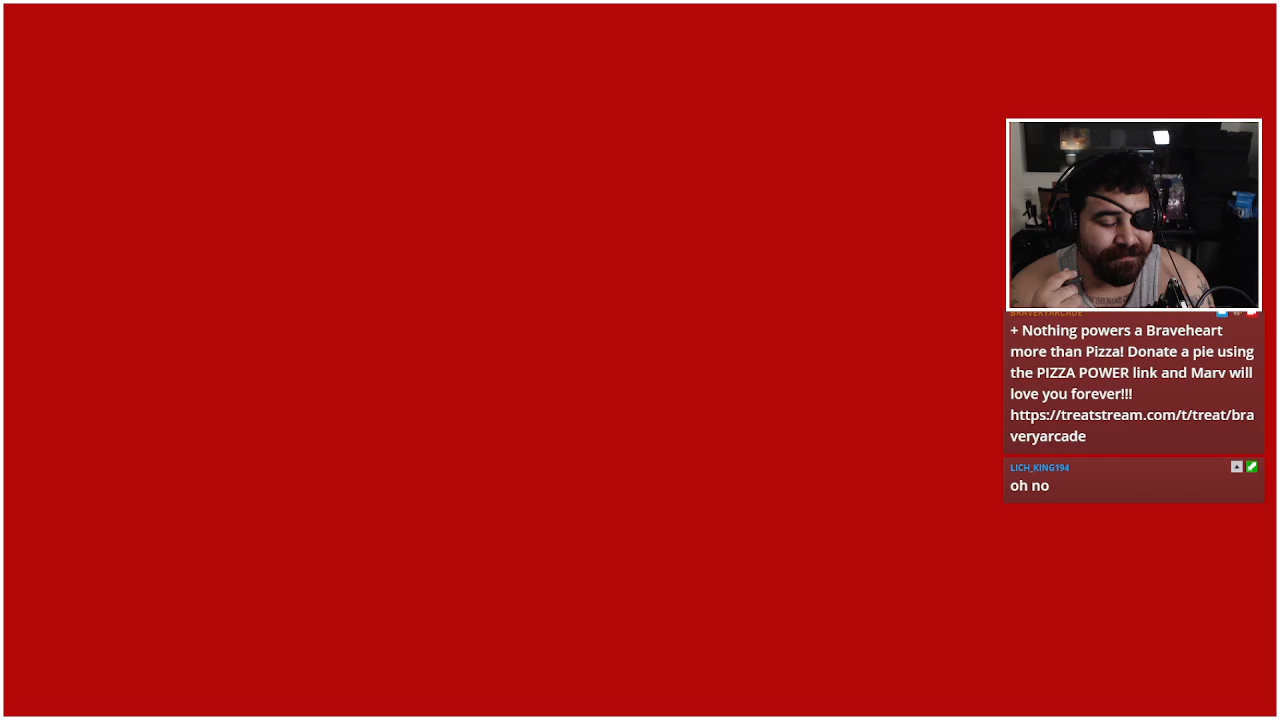 BRAVERYARCADE
+ Nothing powers a Braveheart
more than Pizza! Donate a pie using
the PIZZA POWER link and Marv will
love you forever!!!
https://treatstream.com/t/treat/bra
veryarcade
LICH_KING194
oh no